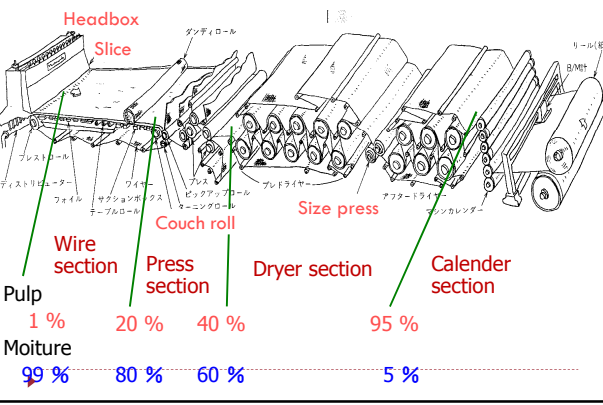 Headbox
Slice
ダンディロール
リール(紙
B/M計
ブレストロール
ディストリビューター
フォイル
ワイヤー
サクションボックス
テーブルロール
プレス
ピックアップロール
ターニングロール
プレドライヤー
アフタードライヤー
マシンカレンダー
Couch roll
Size press
Wire
section
Press
section
Dryer section
Calender
section
Pulp
1 %
20 %
40 %
95 %
Moiture
99 %
80 %
60 %
5 %